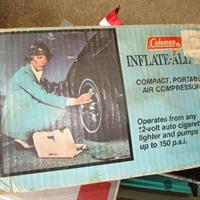 Coleman
INFLATE-ALL
COMPACT, PORTABLE
AIR COMPRESSOR
Operates from any
12-volt auto cigarette
lighter and pumps
up to 150 p.s.i.